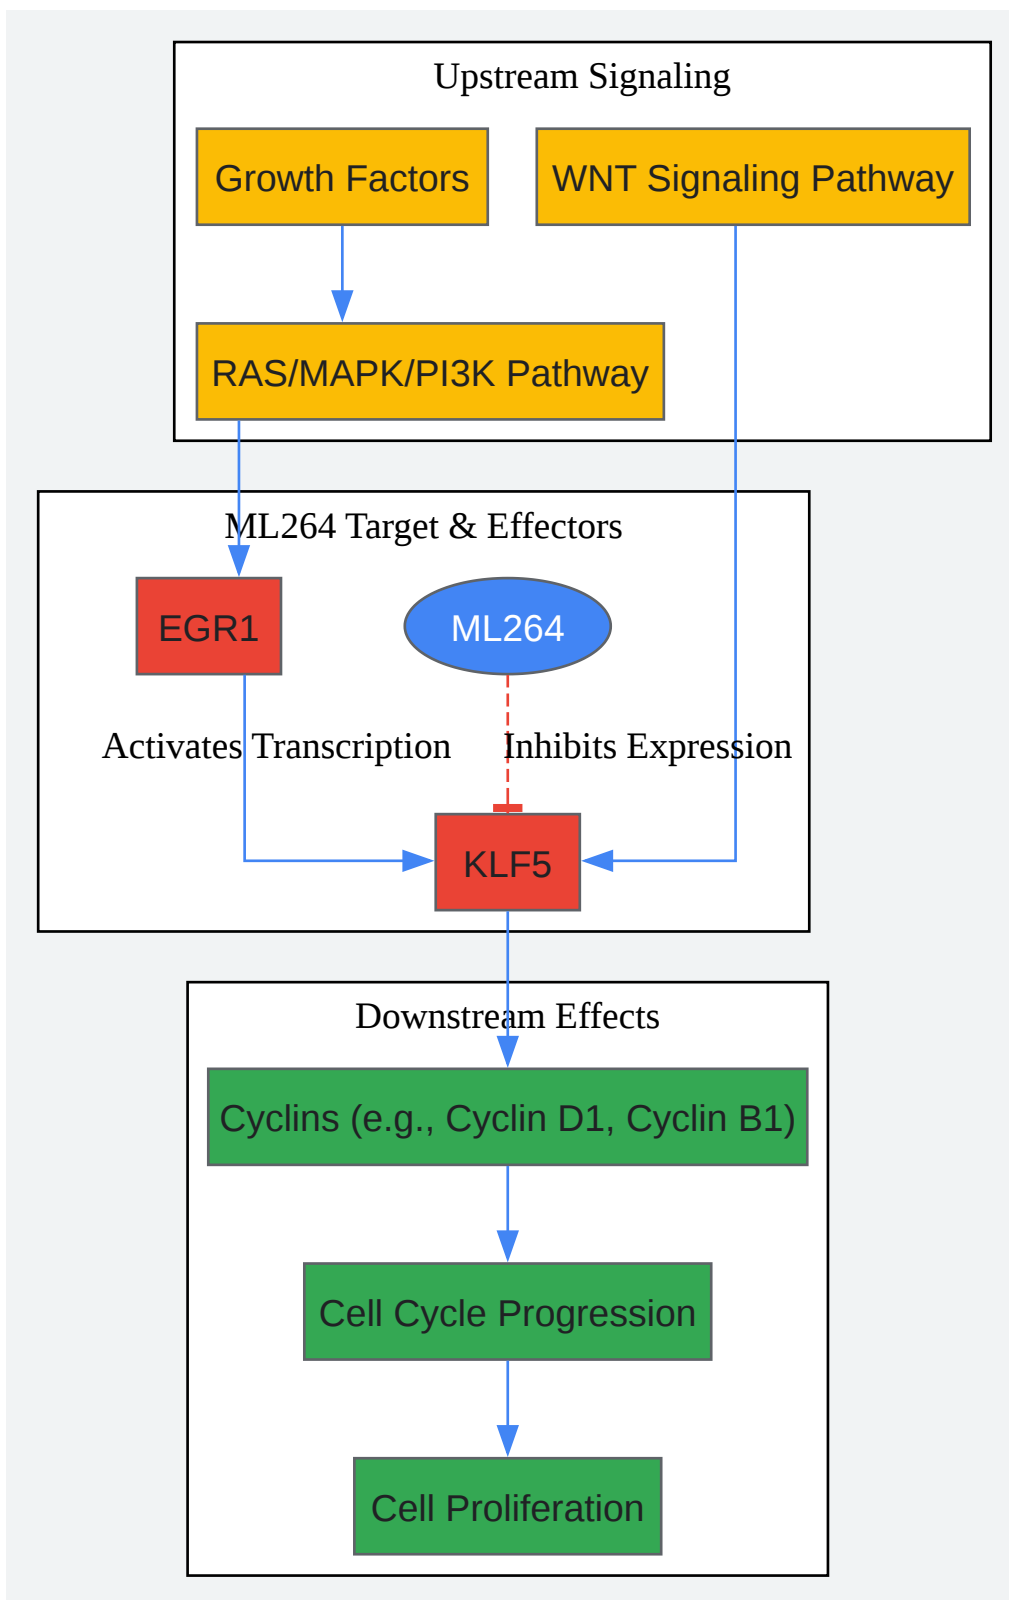 Upstream Signaling
Growth Factors
WNT Signaling Pathway
RAS/MAPK/PI3K Pathway
ML264 Target & Effectors
EGR1
ML264
Activates Transcription
Inhibits Expression
KLF5
Downstream Effects
Cyclins (e.g., Cyclin D1, Cyclin B1)
Cell Cycle Progression
Cell Proliferation